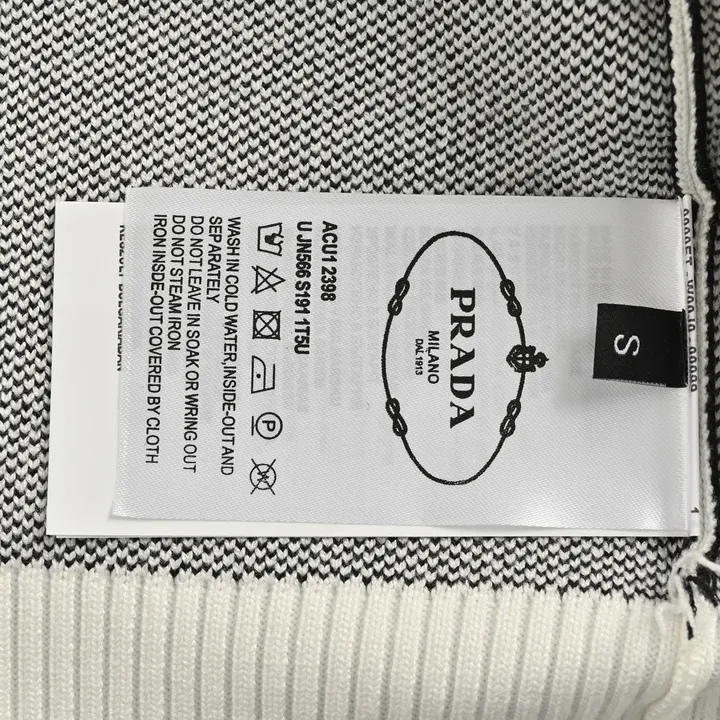 S
PRADA
MILANO
DAL 1913
ACU1 2398
U JN566 S191 1T5U
P
WASH IN COLD WATER,INSIDE-OUT AND
SEPARATELY
DO NOT LEAVE IN SOAK OR WRING OUT
DO NOT STEAM IRON
IRON INSDE-OUT COVERED BY CLOTH